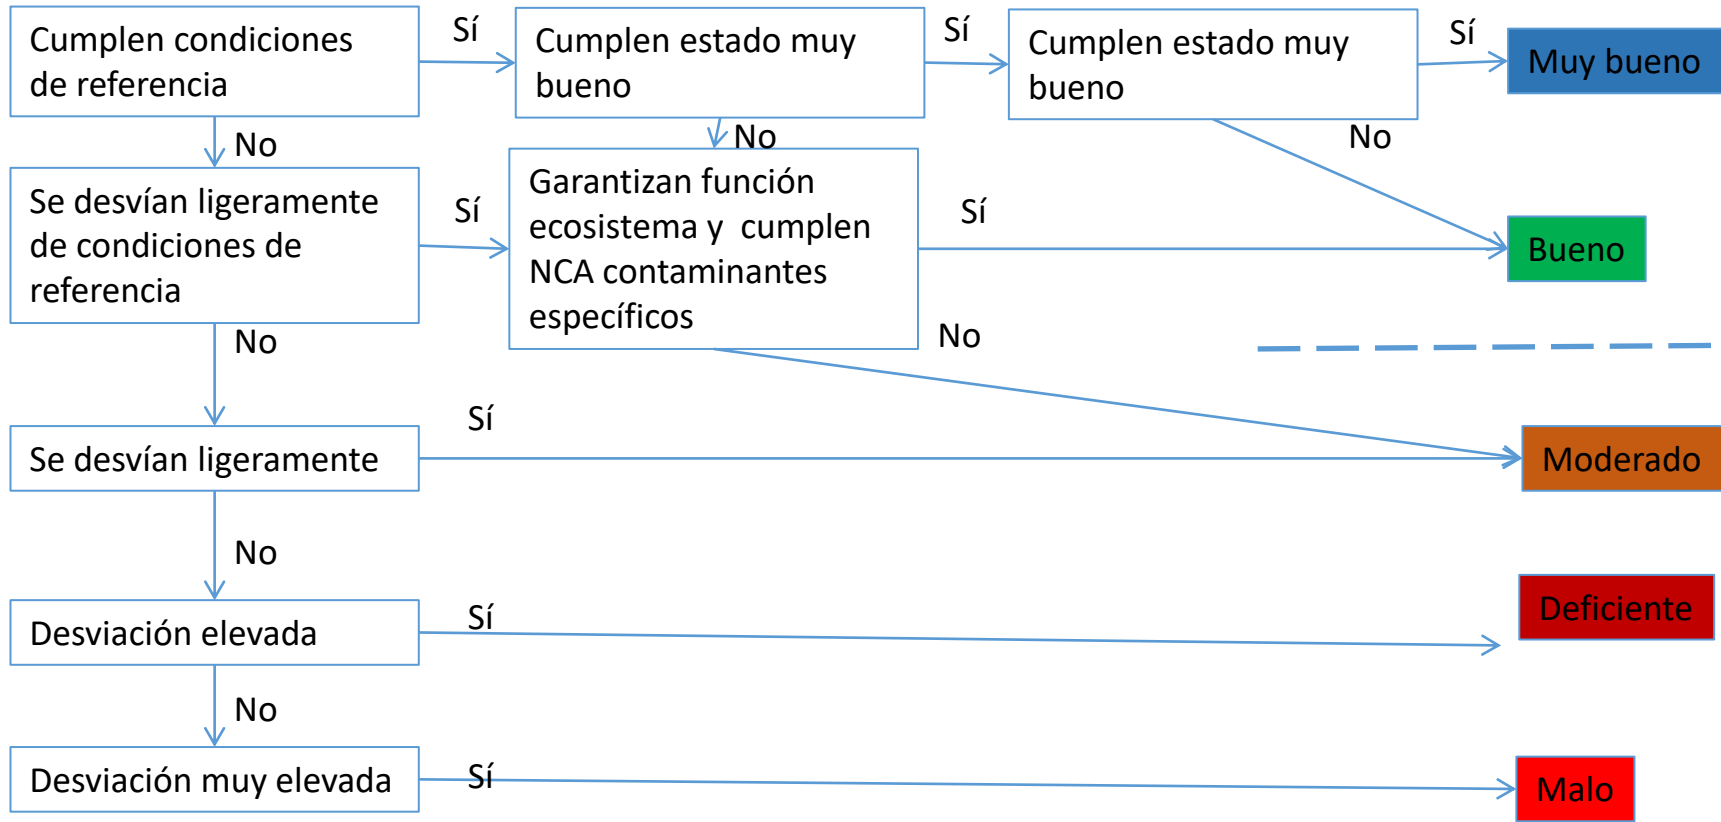 Cumplen condiciones
de referencia
Sí
Cumplen estado muy
bueno
Sí
Cumplen estado muy
bueno
Sí
Muy bueno
No
No
No
Se desvían ligeramente
de condiciones de
referencia
Sí
Garantizan función
ecosistema y  cumplen
NCA contaminantes
específicos
Sí
Bueno
No
No
Se desvían ligeramente
Sí
Moderado
No
Desviación elevada
Sí
Deficiente
No
Desviación muy elevada
Sí
Malo